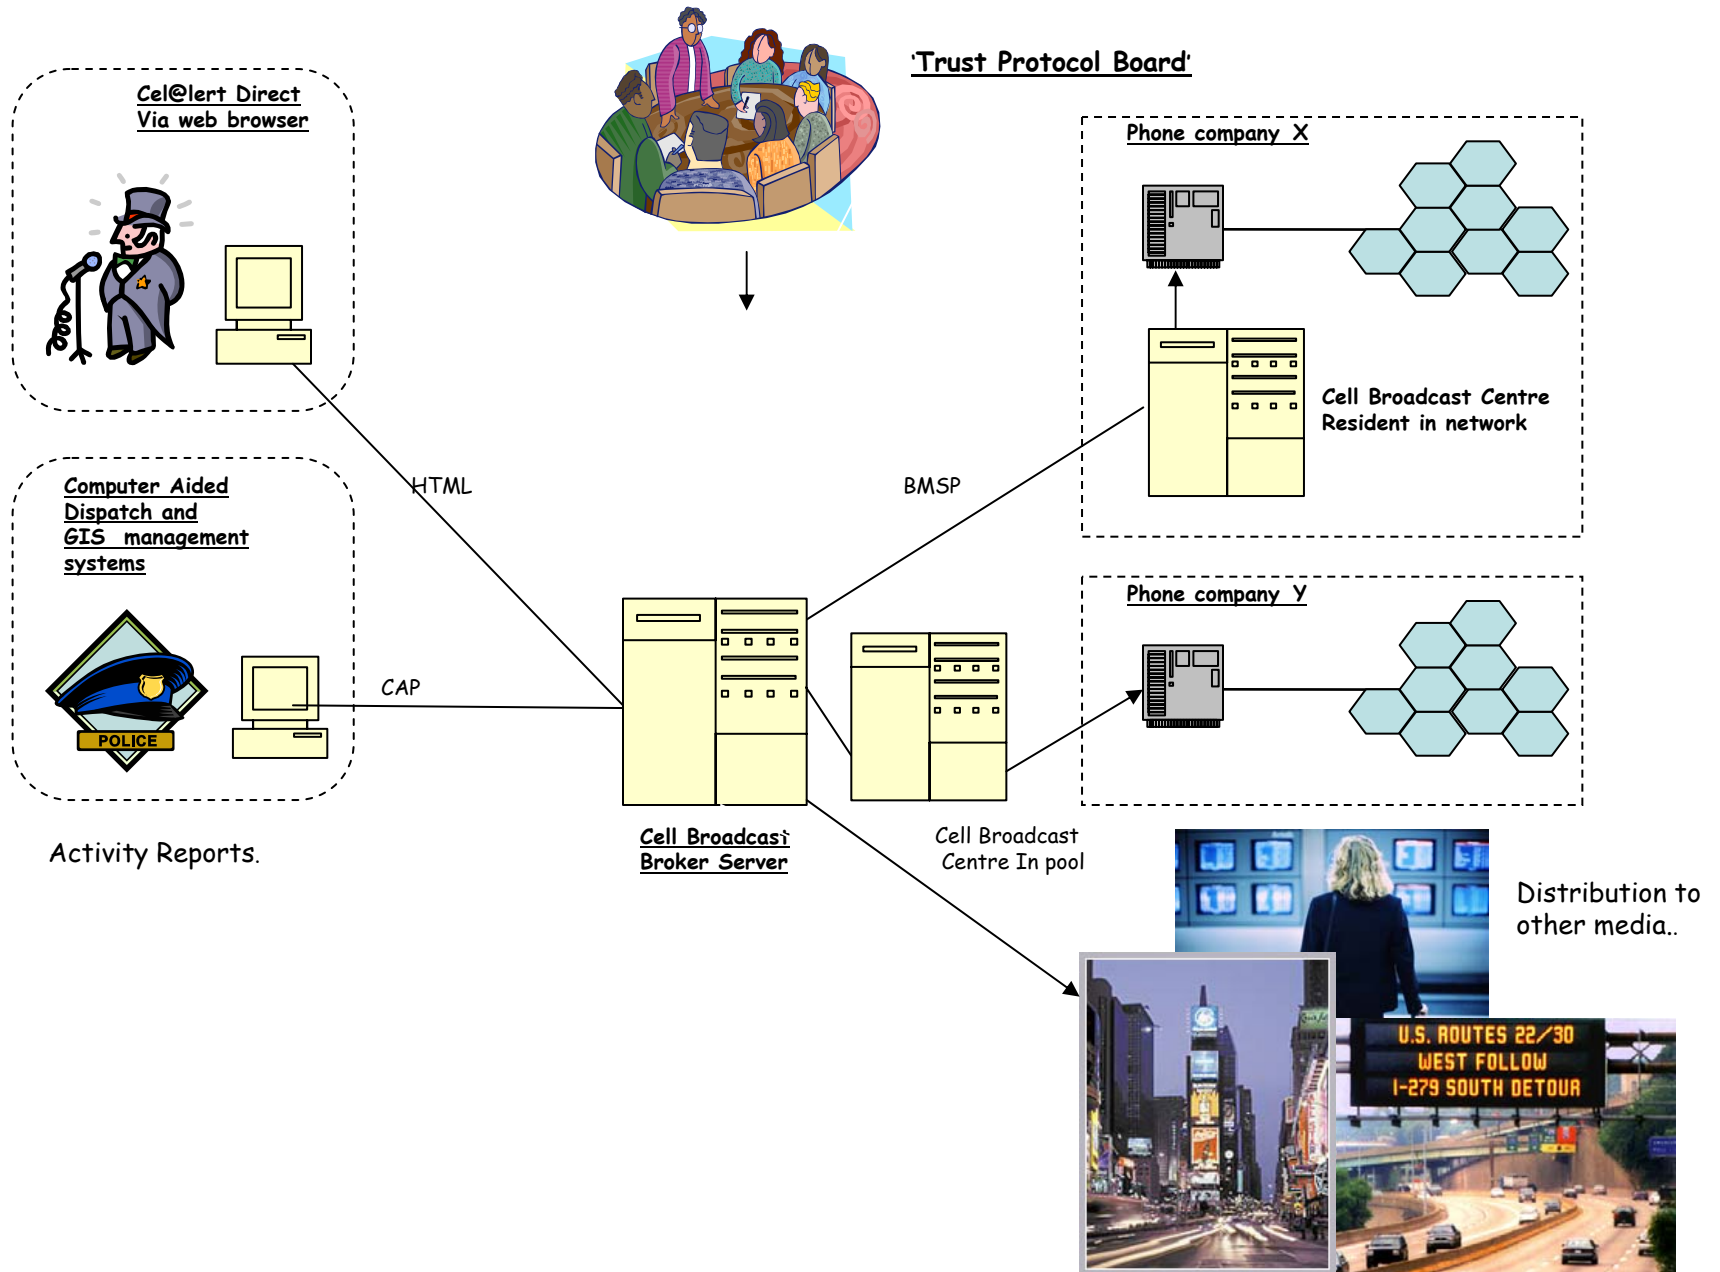 'Trust Protocol Board'
Cel@lert Direct
Via web browser
Phone company X
Cell Broadcast Centre
Resident in network
HTML
BMSP
Computer Aided
Dispatch and
GIS management
systems
POLICE
CAP
Phone company Y
Cell Broadcast
Broker Server
Cell Broadcast
Centre In pool
Activity Reports.
Distribution to
other media..
U.S. ROUTES 22/30
WEST FOLLOW
I-279 SOUTH DETOUR